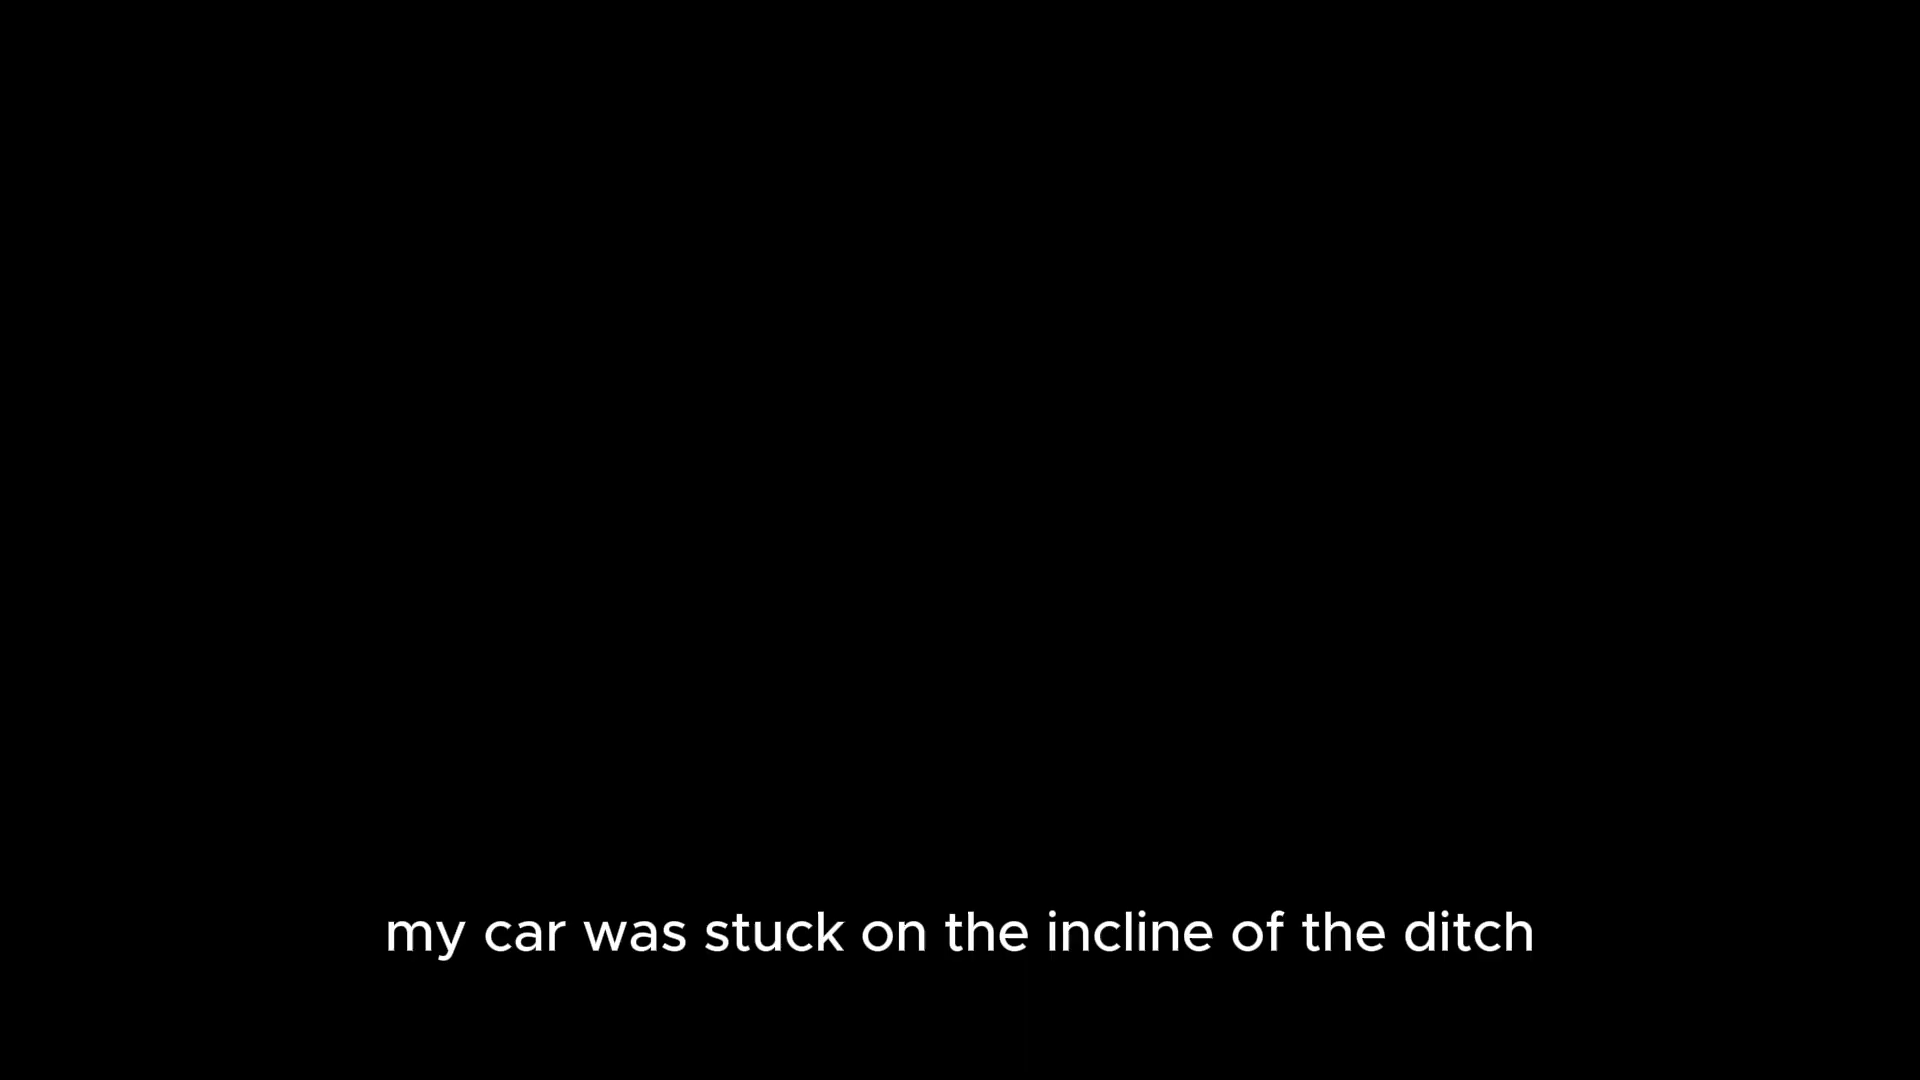 my car was stuck on the incline of the ditch